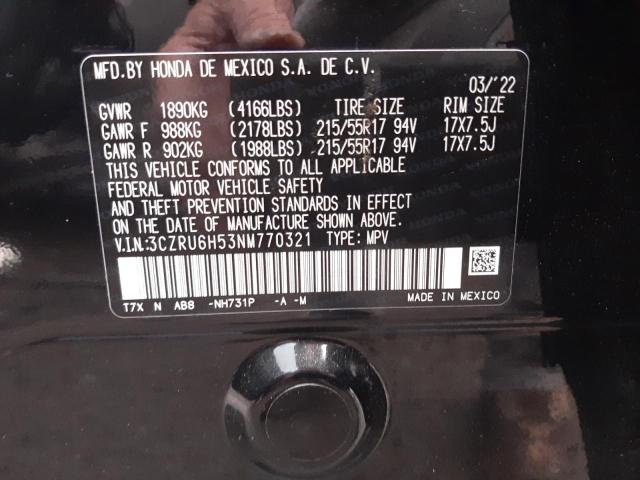 MFD.BY HONDA DE MEXICO S.A. DE C.V.
03/'22
GVWR 1890KG (4166LBS) TIRE SIZE RIM SIZE
GAWR F 988KG (2178LBS) 215/55R17 94V 17X7.5J
GAWR R 902KG (1988LBS) 215/55R17 94V 17X7.5J
THIS VEHICLE CONFORMS TO ALL APPLICABLE
FEDERAL MOTOR VEHICLE SAFETY
AND THEFT PREVENTION STANDARDS IN EFFECT
ON THE DATE OF MANUFACTURE SHOWN ABOVE.
V.I.N.:3CZRU6H53NM770321 TYPE: MPV
T7X N AB8 -NH731P -A -M MADE IN MEXICO